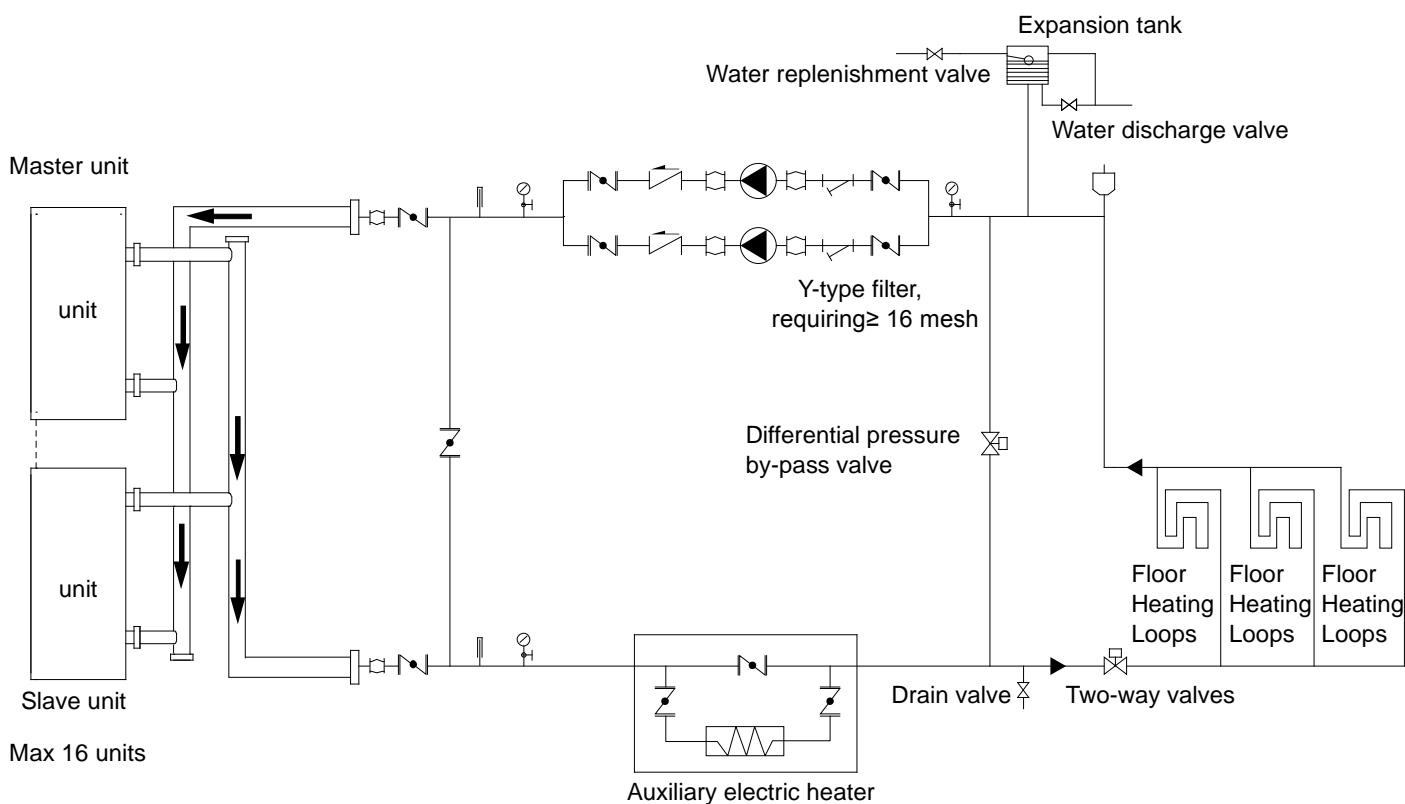 Expansion tank
Water replenishment valve
Water discharge valve
Master unit
unit
Y-type filter,
requiring≥ 16 mesh
Differential pressure
by-pass valve
unit
Floor
Heating
Loops
Floor
Heating
Loops
Floor
Heating
Loops
Slave unit
Drain valve
Two-way valves
Max 16 units
Auxiliary electric heater